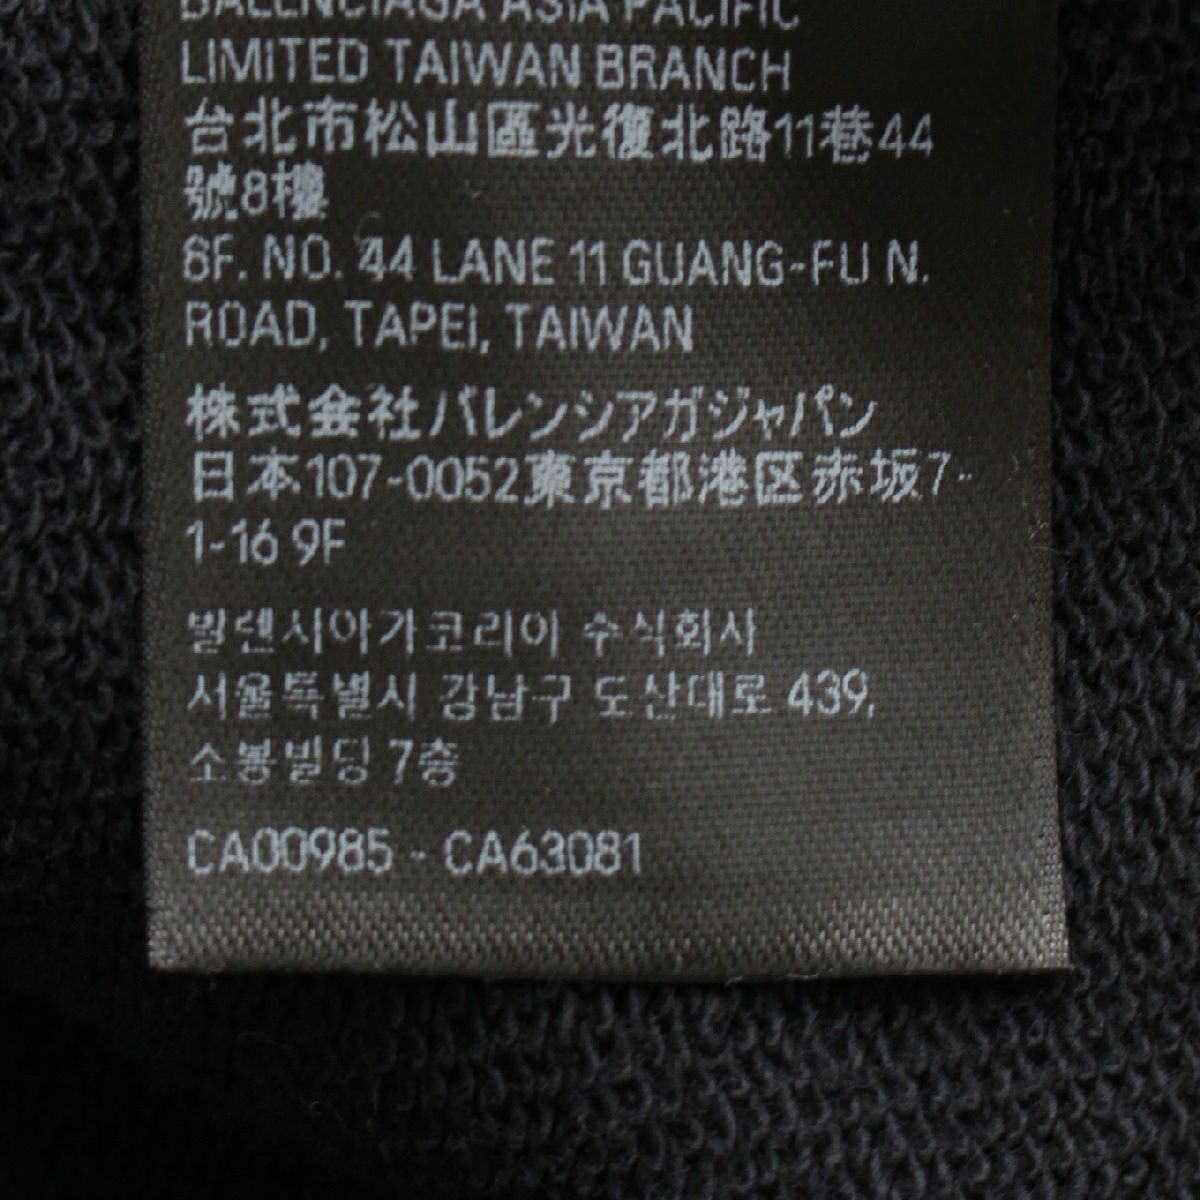 BALENCIAGA ASIA PACIFIC
LIMITED TAIWAN BRANCH
台北市松山區光復北路11巷44
號8樓
8F. NO. 44 LANE 11 GUANG-FU N.
ROAD, TAPEI, TAIWAN
株式会社バレンシアガジャパン
日本107-0052東京都港区赤坂7-
1-16 9F
발렌시아가코리아 주식회사
서울특별시 강남구 도산대로 439,
소봉빌딩 7층
CA00985 - CA63081